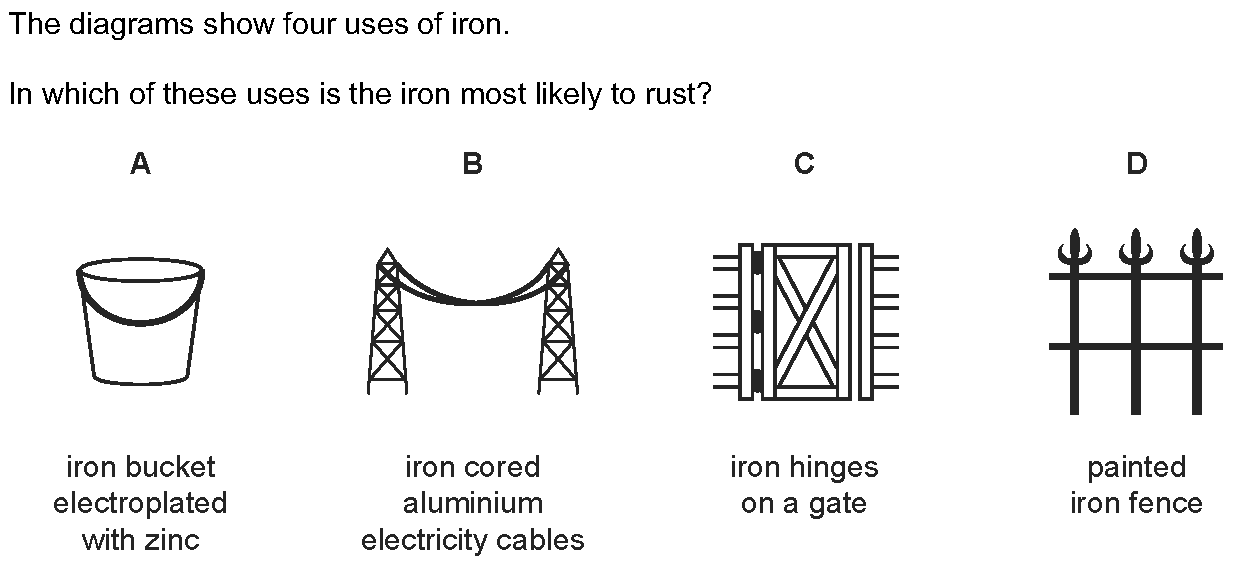 The diagrams show four uses of iron.
In which of these uses is the iron most likely to rust?
A
B
C
D
iron bucket
electroplated
with zinc
iron cored
aluminium
electricity cables
iron hinges
on a gate
painted
iron fence